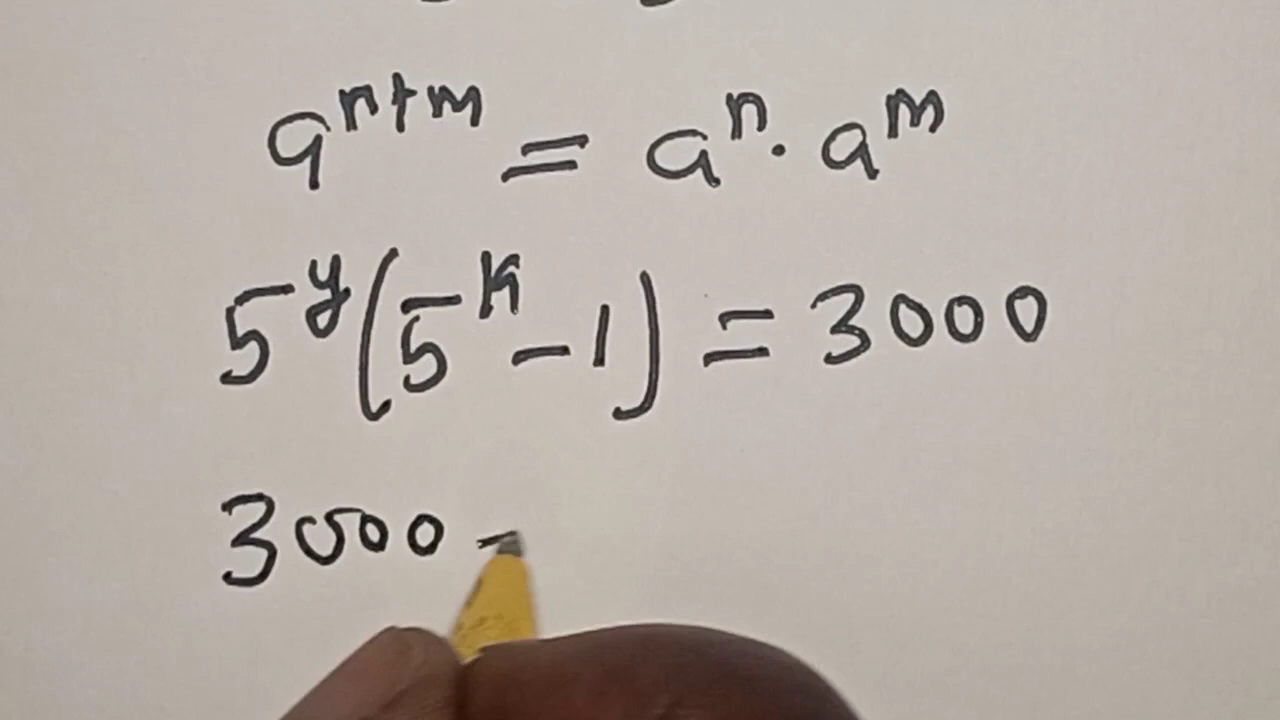 a^{n+m} = a^n · a^m
5^y(5^k - 1) = 3000
3000 -